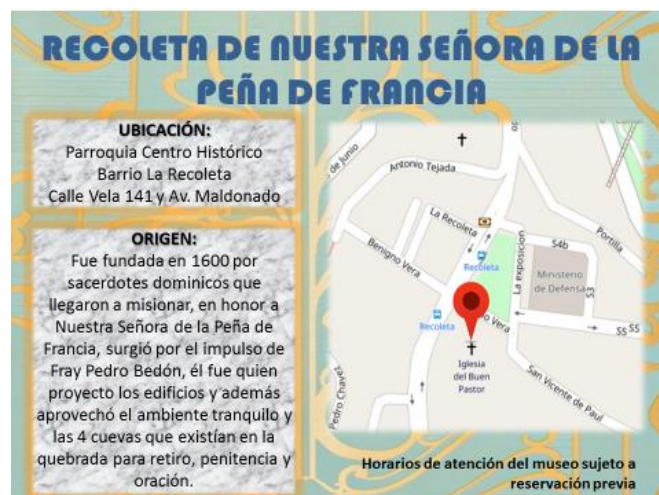 RECOLETA DE NUESTRA SEÑORA DE LA
PEÑA DE FRANCIA
UBICACIÓN:
Parroquia Centro Histórico
Barrio La Recoleta
Calle Vela 141 y Av. Maldonado
ORIGEN:
Fue fundada en 1600 por
sacerdotes dominicos que
llegaron a misionar, en honor a
Nuestra Señora de la Peña de
Francia, surgió por el impulso de
Fray Pedro Bedón, él fue quien
proyecto los edificios y además
aprovechó el ambiente tranquilo y
las 4 cuevas que existían en la
quebrada para retiro, penitencia y
oración.
de Junio
Antonio Tejada
La Recoleta
Benigno Vera
Recoleta
La exposicion
S4b
Portilla
Ministerio
de Defensa
S3
Recoleta
Vera
S5 S5
Iglesia
del Buen
Pastor
San Vicente de Paul
Pedro Chavez
Horarios de atención del museo sujeto a
reservación previa